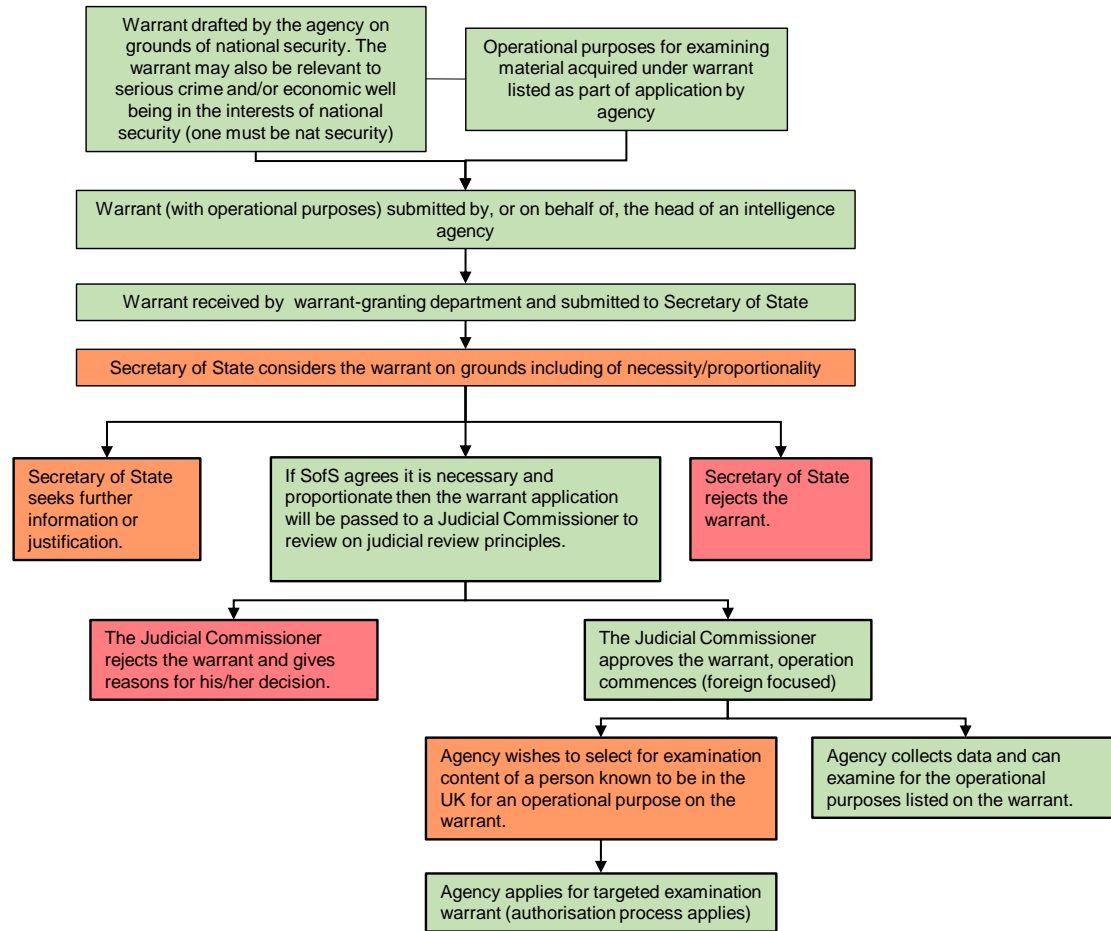 Warrant drafted by the agency on
grounds of national security. The
warrant may also be relevant to
serious crime and/or economic well
being in the interests of national
security (one must be nat security)
Operational purposes for examining
material acquired under warrant
listed as part of application by
agency
Warrant (with operational purposes) submitted by, or on behalf of, the head of an intelligence
agency
Warrant received by warrant-granting department and submitted to Secretary of State
Secretary of State considers the warrant on grounds including of necessity/proportionality
Secretary of State
seeks further
information or
justification.
If SofS agrees it is necessary and
proportionate then the warrant application
will be passed to a Judicial Commissioner to
review on judicial review principles.
Secretary of State
rejects the
warrant.
The Judicial Commissioner
rejects the warrant and gives
reasons for his/her decision.
The Judicial Commissioner
approves the warrant, operation
commences (foreign focused)
Agency wishes to select for examination
content of a person known to be in the
UK for an operational purpose on the
warrant.
Agency collects data and can
examine for the operational
purposes listed on the warrant.
Agency applies for targeted examination
warrant (authorisation process applies)